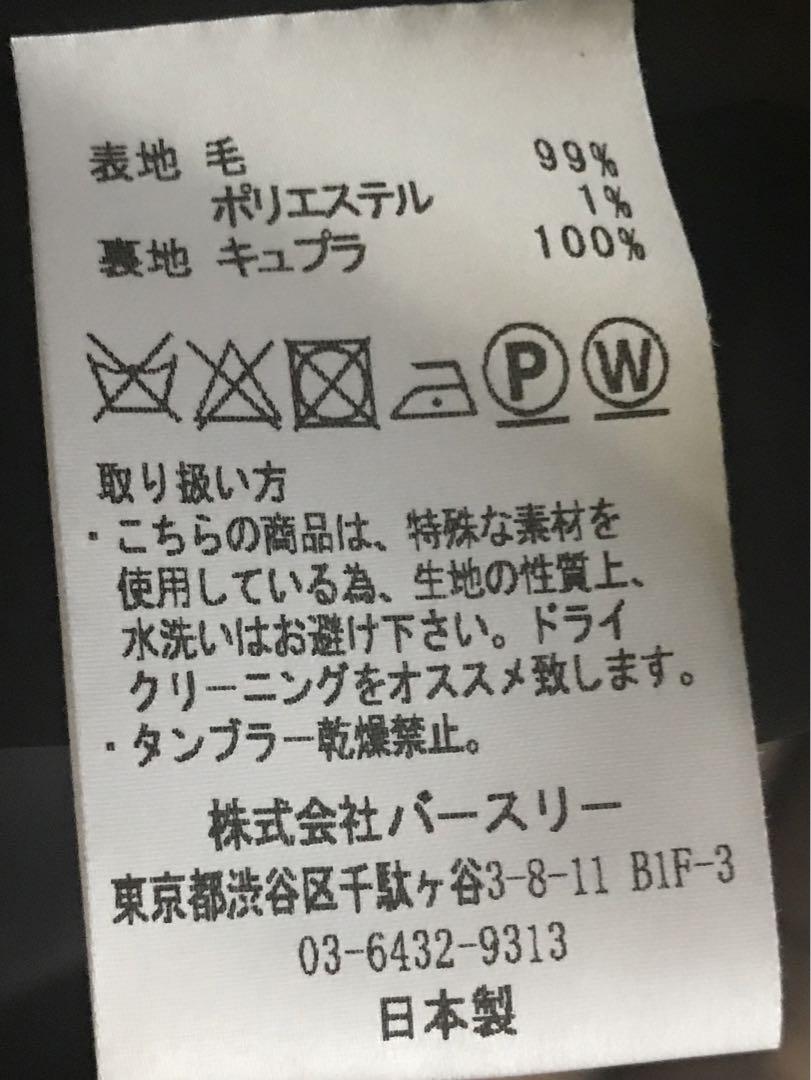 表地 毛 99%
ポリエステル 1%
裏地 キュプラ 100%
P W
取り扱い方
・こちらの商品は、特殊な素材を
使用している為、生地の性質上、
水洗いはお避け下さい。ドライ
クリーニングをオススメ致します。
・タンブラー乾燥禁止。
株式会社バースリー
東京都渋谷区千駄ヶ谷3-8-11 B1F-3
03-6432-9313
日本製